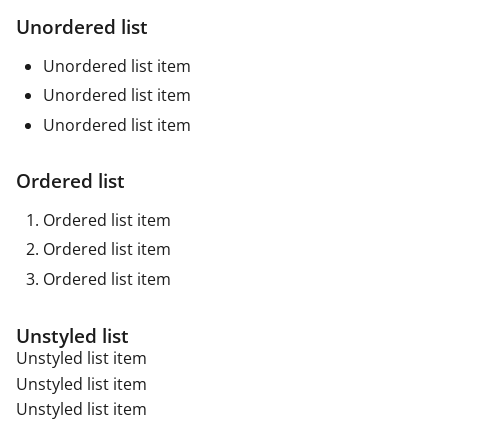 Unordered list
• Unordered list item
• Unordered list item
• Unordered list item
Ordered list
1. Ordered list item
2. Ordered list item
3. Ordered list item
Unstyled list
Unstyled list item
Unstyled list item
Unstyled list item